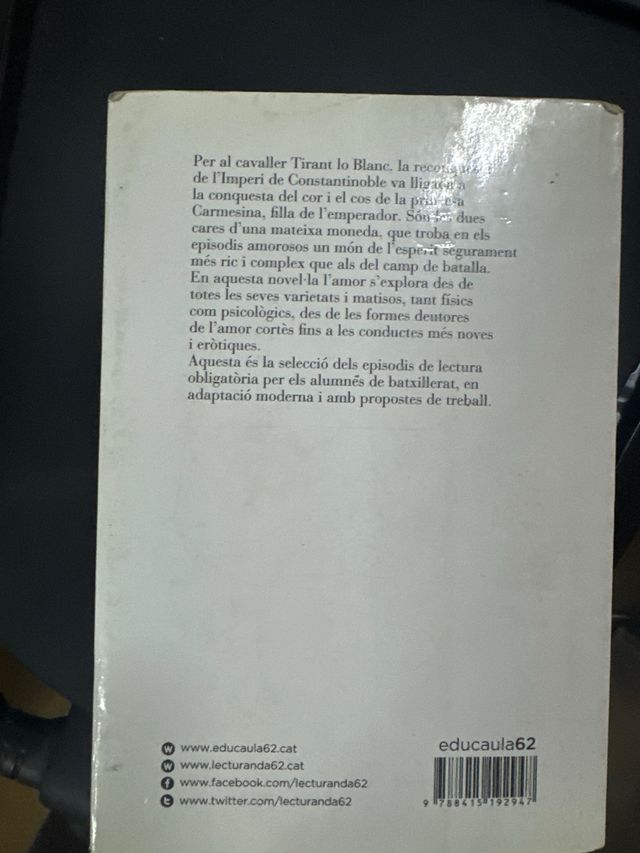 Per al cavaller Tirant lo Blanc, la
de l'Imperi de Constantinoble va lligada a
la conquesta del cor i el cos de la princesa
Carmesina, filla de l'emperador. Són les dues
cares d'una mateixa moneda, que troba en els
episodis amorosos un món de l'esperit segurament
més ric i complex que als del camp de batalla.
En aquesta novel·la l'amor s'explora des de
totes les seves varietats i matisos, tant físics
com psicològics, des de les formes deutores
de l'amor cortès fins a les conductes més noves
i eròtiques.
Aquesta és la selecció dels episodis de lectura
obligatòria per els alumnes de batxillerat, en
adaptació moderna i amb propostes de treball.
www.educaula62.cat
www.lecturanda62.cat
www.facebook.com/lecturanda62
www.twitter.com/lecturanda62
educaula62
9 788415 192947